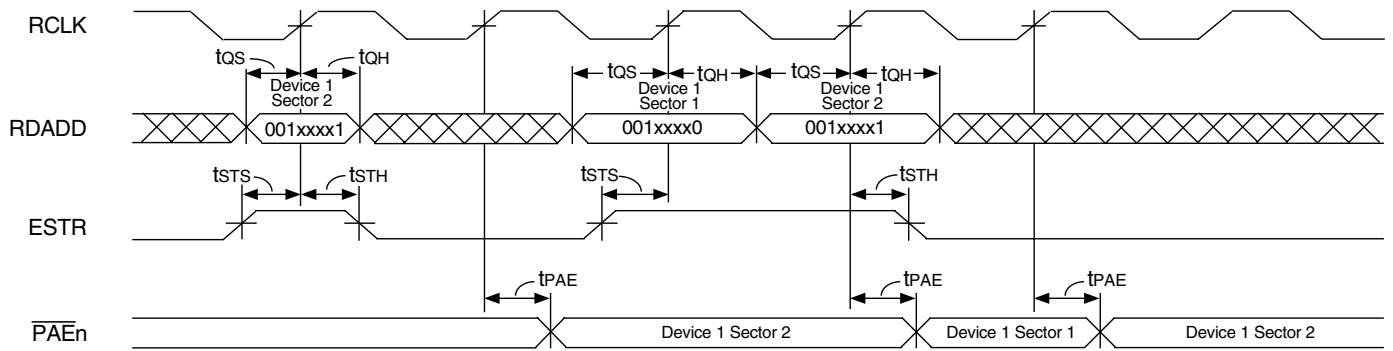 RCLK
tQS tQH tQS tQH tQS tQH
Device 1
Sector 2
Device 1
Sector 1
Device 1
Sector 2
RDADD
001xxxx1
001xxxx0
001xxxx1
tSTS tSTH tSTS tSTH
ESTR
tPAE tPAE tPAE
PAEn
Device 1 Sector 2
Device 1 Sector 1
Device 1 Sector 2